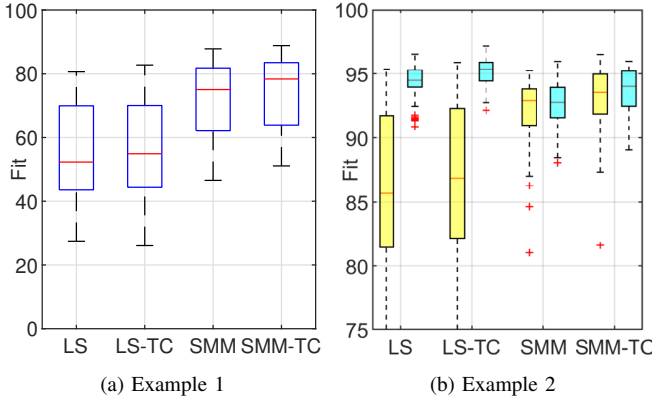 100
80
60
40
20
0
Fit
LS LS-TC SMM SMM-TC
(a) Example 1
100
95
90
85
80
75
Fit
LS LS-TC SMM SMM-TC
(b) Example 2